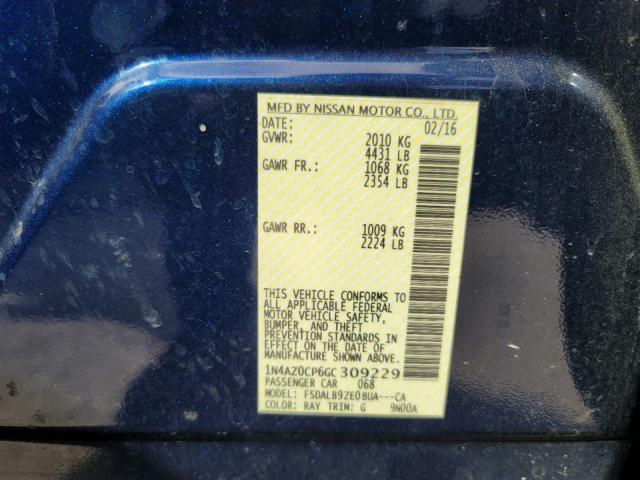 MFD BY NISSAN MOTOR CO., LTD.
DATE: 02/16
GVWR: 2010 KG
4431 LB
GAWR FR.: 1068 KG
2354 LB
GAWR RR.: 1009 KG
2224 LB
THIS VEHICLE CONFORMS TO
ALL APPLICABLE FEDERAL
MOTOR VEHICLE SAFETY,
BUMPER, AND THEFT
PREVENTION STANDARDS
IN EFFECT ON THE DATE OF
MANUFACTURE SHOWN ABOVE.
1N4AZ0CP6GC 309229
PASSENGER CAR 068
MODEL: FSDALB9ZE08UA---CA
COLOR: RAY TRIM: G 9N00A